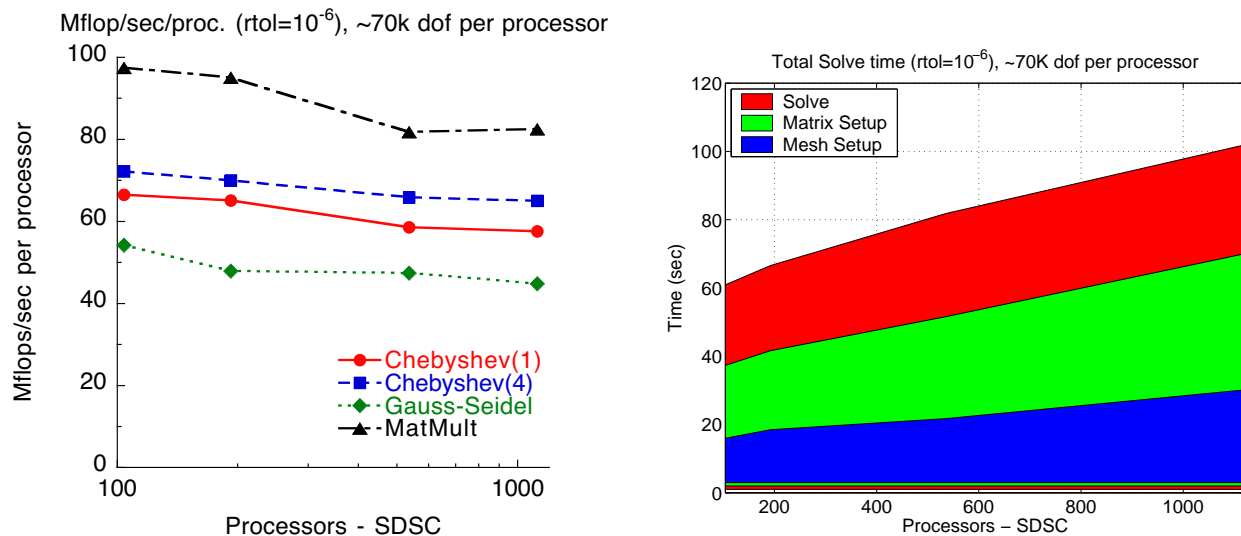 Mflop/sec/proc. (rtol=10-6), ~70k dof per processor
100
80
60
40
20
0
Mflops/sec per processor
Chebyshev(1)
Chebyshev(4)
Gauss-Seidel
MatMult
100
1000
Processors - SDSC
Total Solve time (rtol=10−6), ~70K dof per processor
120
100
80
60
40
20
0
Time (sec)
Solve
Matrix Setup
Mesh Setup
200
400
600
800
1000
Processors − SDSC